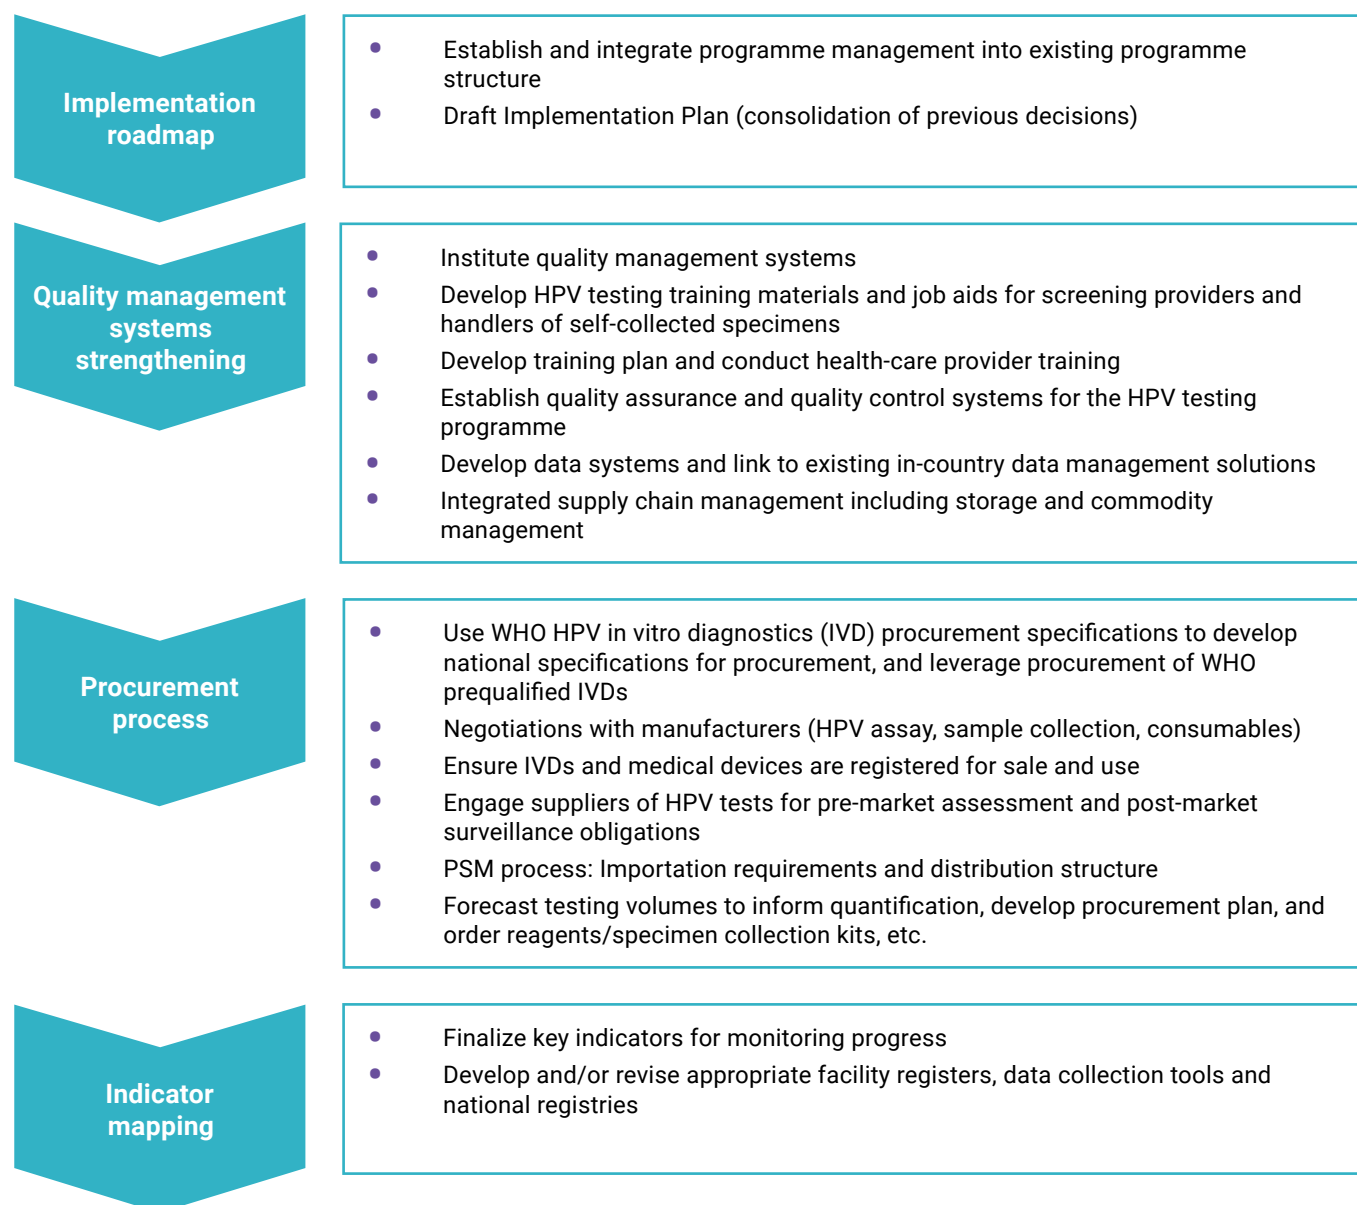 Implementation
roadmap
• Establish and integrate programme management into existing programme
structure
• Draft Implementation Plan (consolidation of previous decisions)
Quality management
systems
strengthening
• Institute quality management systems
• Develop HPV testing training materials and job aids for screening providers and
handlers of self-collected specimens
• Develop training plan and conduct health-care provider training
• Establish quality assurance and quality control systems for the HPV testing
programme
• Develop data systems and link to existing in-country data management solutions
• Integrated supply chain management including storage and commodity
management
Procurement
process
• Use WHO HPV in vitro diagnostics (IVD) procurement specifications to develop
national specifications for procurement, and leverage procurement of WHO
prequalified IVDs
• Negotiations with manufacturers (HPV assay, sample collection, consumables)
• Ensure IVDs and medical devices are registered for sale and use
• Engage suppliers of HPV tests for pre-market assessment and post-market
surveillance obligations
• PSM process: Importation requirements and distribution structure
• Forecast testing volumes to inform quantification, develop procurement plan, and
order reagents/specimen collection kits, etc.
Indicator
mapping
• Finalize key indicators for monitoring progress
• Develop and/or revise appropriate facility registers, data collection tools and
national registries